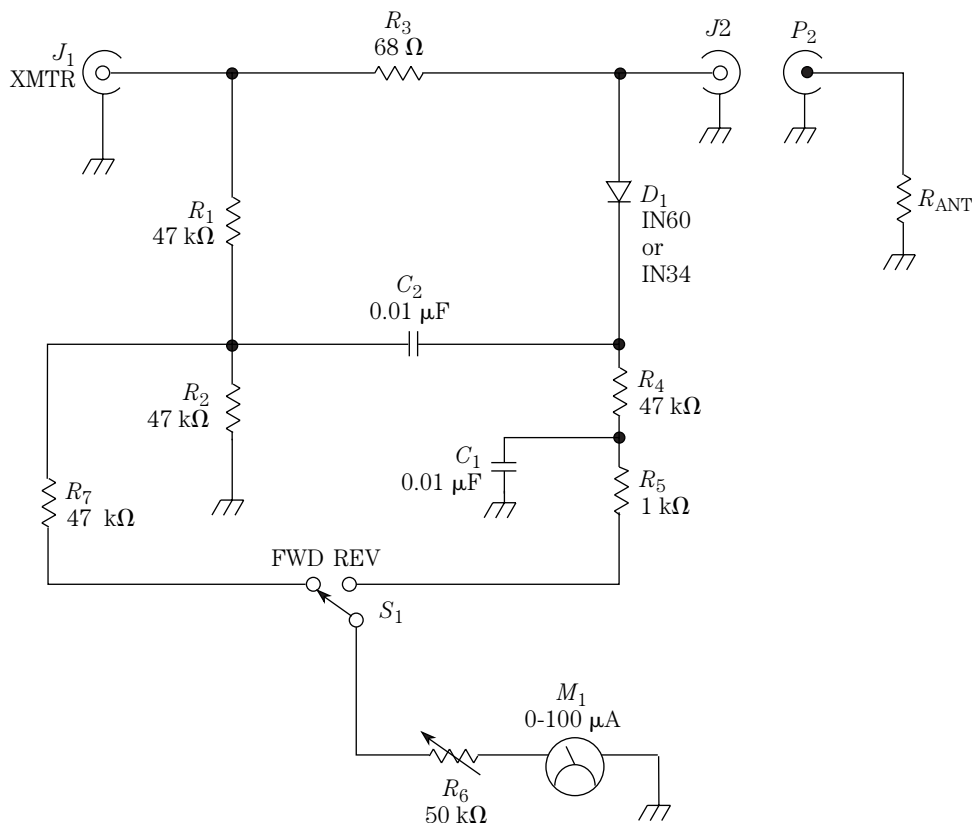 R3
68 Ω
J2
P2
J1
XMTR
R1
47 kΩ
D1
IN60
or
IN34
RANT
C2
0.01 μF
R2
47 kΩ
R4
47 kΩ
C1
0.01 μF
R5
1 kΩ
R7
47 kΩ
FWD REV
S1
M1
0-100 μA
R6
50 kΩ